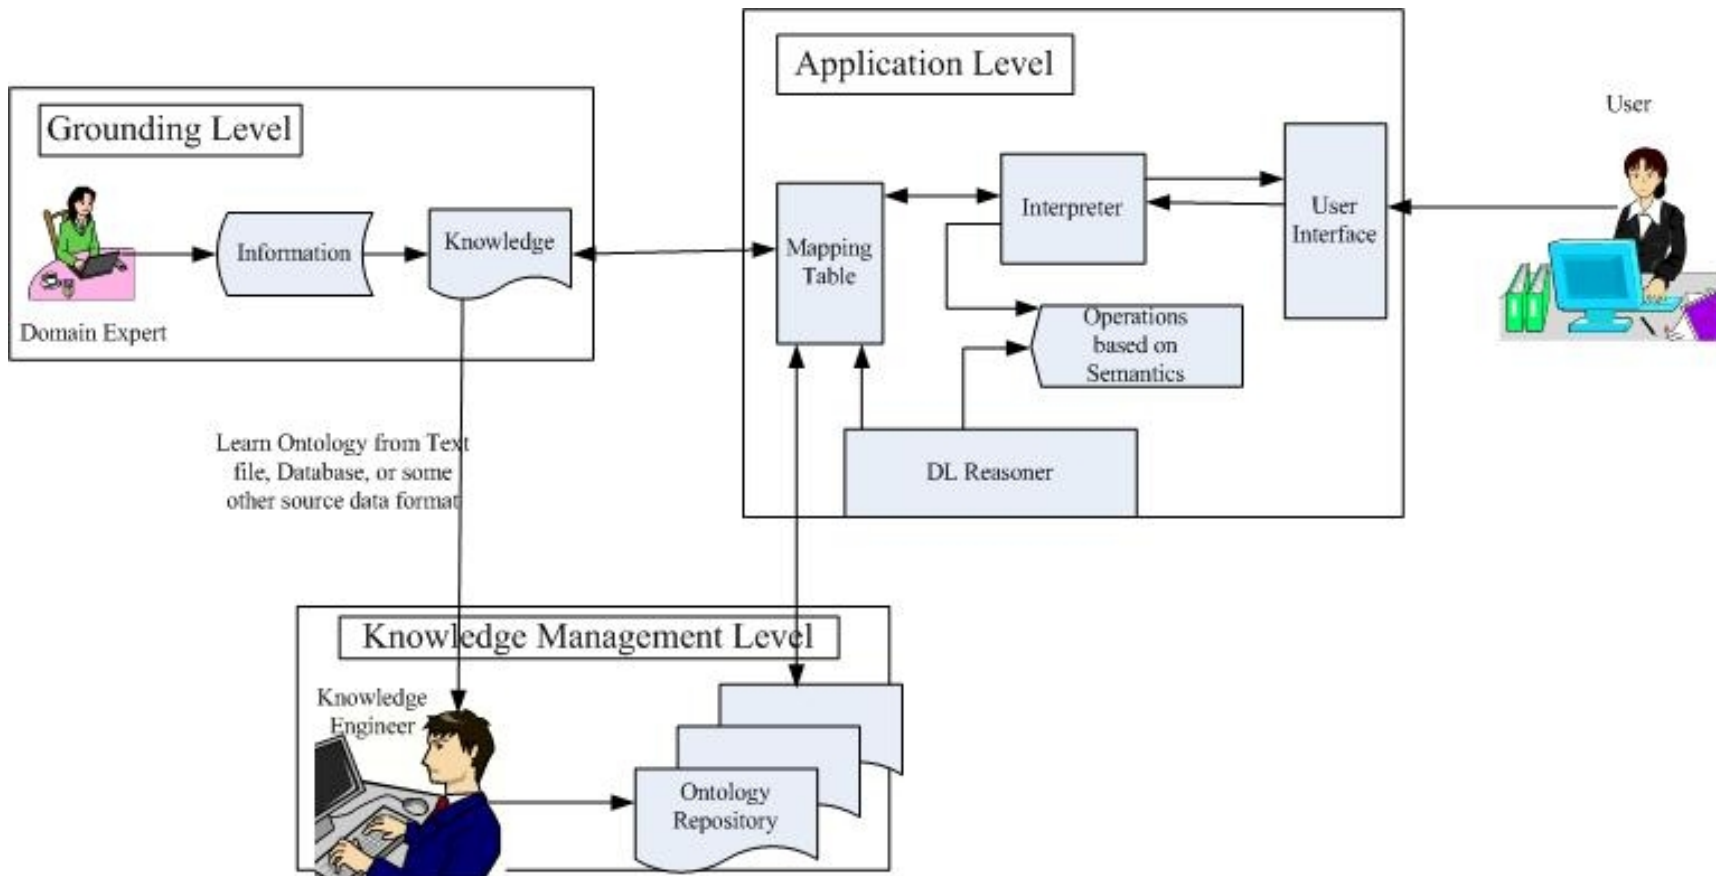 Grounding Level
Domain Expert
Information
Knowledge
Application Level
Mapping
Table
Interpreter
User
Interface
Operations
based on
Semantics
DL Reasoner
User
Learn Ontology from Text
file, Database, or some
other source data format
Knowledge Management Level
Knowledge
Engineer
Ontology
Repository